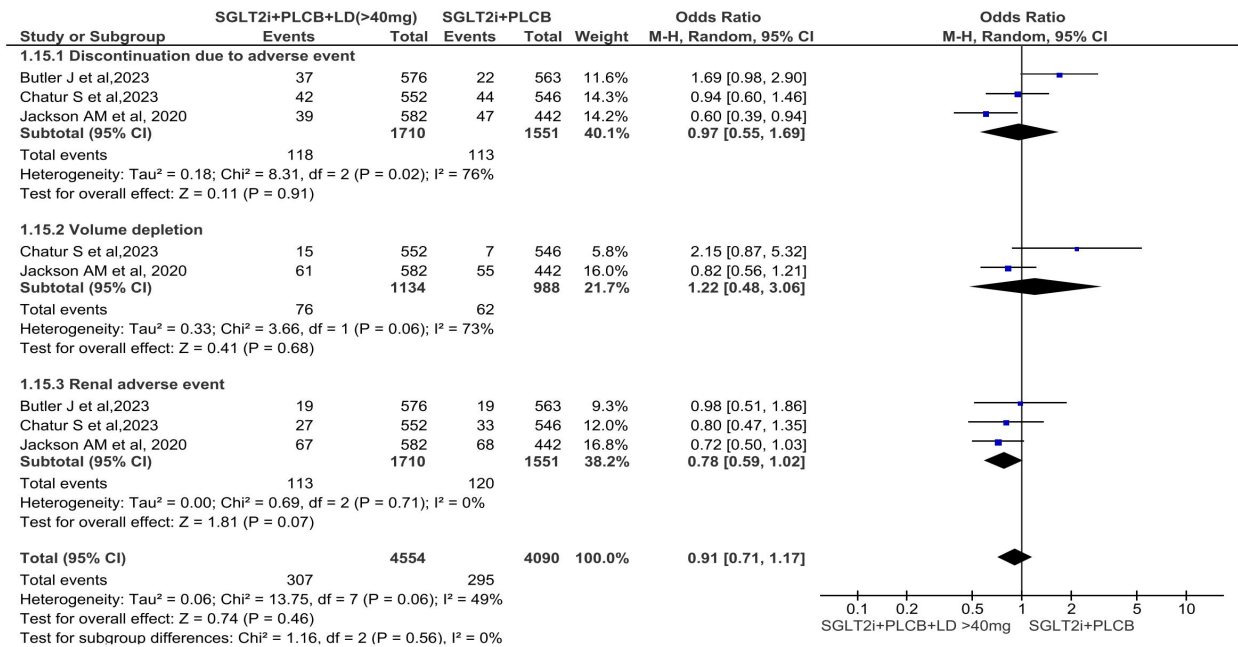 SGLT2i+PLCB+LD(>40mg) SGLT2i+PLCB Odds Ratio Odds Ratio
Study or Subgroup Events Total Events Total Weight M-H, Random, 95% CI M-H, Random, 95% CI
1.15.1 Discontinuation due to adverse event
Butler J et al,2023 37 576 22 563 11.6% 1.69 [0.98, 2.90]
Chatur S et al,2023 42 552 44 546 14.3% 0.94 [0.60, 1.46]
Jackson AM et al, 2020 39 582 47 442 14.2% 0.60 [0.39, 0.94]
Subtotal (95% CI) 1710 1551 40.1% 0.97 [0.55, 1.69]
Total events 118 113
Heterogeneity: Tau² = 0.18; Chi² = 8.31, df = 2 (P = 0.02); I² = 76%
Test for overall effect: Z = 0.11 (P = 0.91)
1.15.2 Volume depletion
Chatur S et al,2023 15 552 7 546 5.8% 2.15 [0.87, 5.32]
Jackson AM et al, 2020 61 582 55 442 16.0% 0.82 [0.56, 1.21]
Subtotal (95% CI) 1134 988 21.7% 1.22 [0.48, 3.06]
Total events 76 62
Heterogeneity: Tau² = 0.33; Chi² = 3.66, df = 1 (P = 0.06); I² = 73%
Test for overall effect: Z = 0.41 (P = 0.68)
1.15.3 Renal adverse event
Butler J et al,2023 19 576 19 563 9.3% 0.98 [0.51, 1.86]
Chatur S et al,2023 27 552 33 546 12.0% 0.80 [0.47, 1.35]
Jackson AM et al, 2020 67 582 68 442 16.8% 0.72 [0.50, 1.03]
Subtotal (95% CI) 1710 1551 38.2% 0.78 [0.59, 1.02]
Total events 113 120
Heterogeneity: Tau² = 0.00; Chi² = 0.69, df = 2 (P = 0.71); I² = 0%
Test for overall effect: Z = 1.81 (P = 0.07)
Total (95% CI) 4554 4090 100.0% 0.91 [0.71, 1.17]
Total events 307 295
Heterogeneity: Tau² = 0.06; Chi² = 13.75, df = 7 (P = 0.06); I² = 49%
Test for overall effect: Z = 0.74 (P = 0.46)
Test for subgroup differences: Chi² = 1.16, df = 2 (P = 0.56), I² = 0%
0.1 0.2 0.5 1 2 5 10
SGLT2i+PLCB+LD >40mg SGLT2i+PLCB